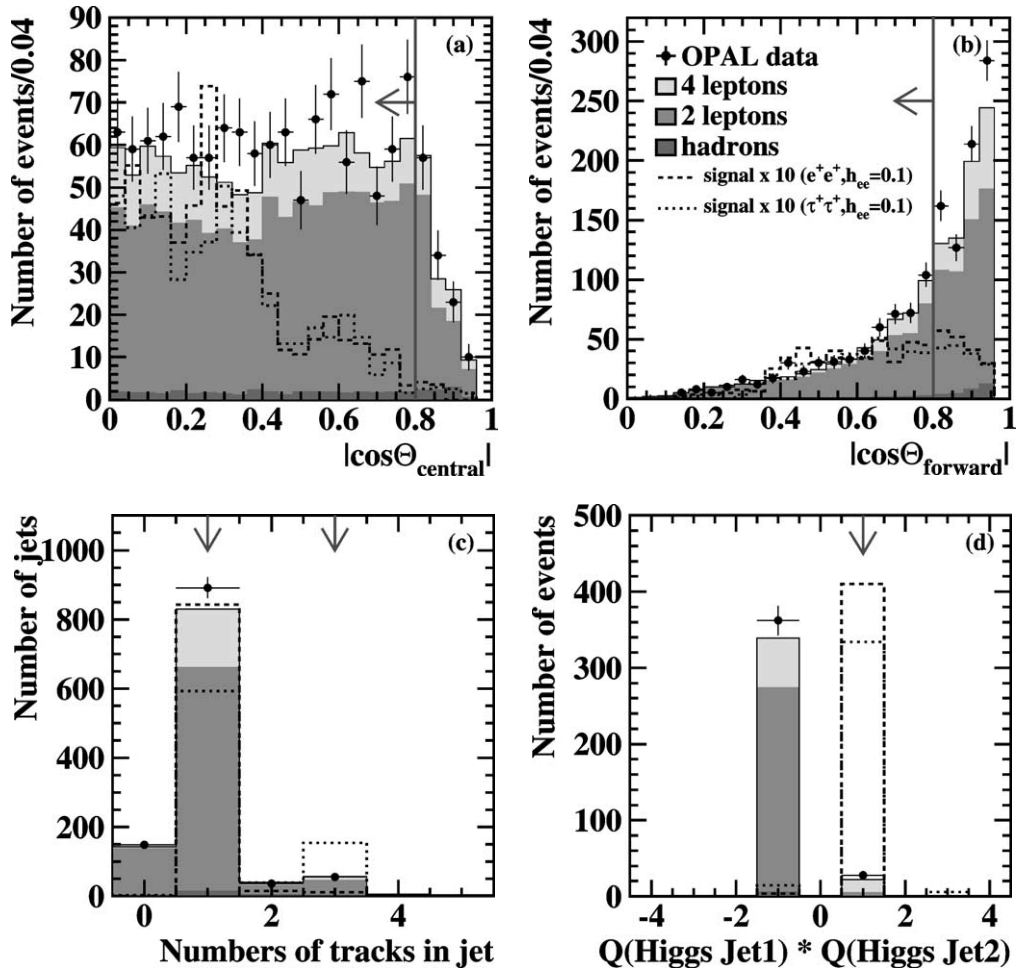 Number of events/0.04
90
80
70
60
50
40
30
20
10
0
(a)
0 0.2 0.4 0.6 0.8 1
|cosΘcentral|
Number of events/0.04
300
250
200
150
100
50
0
(b)
OPAL data
4 leptons
2 leptons
hadrons
signal x 10 (e⁺e⁺,hee=0.1)
signal x 10 (τ⁺τ⁺,hee=0.1)
0 0.2 0.4 0.6 0.8 1
|cosΘforward|
Number of jets
1000
800
600
400
200
0
(c)
0 2 4
Numbers of tracks in jet
Number of events
500
400
300
200
100
0
(d)
-4 -2 0 2 4
Q(Higgs Jet1) * Q(Higgs Jet2)